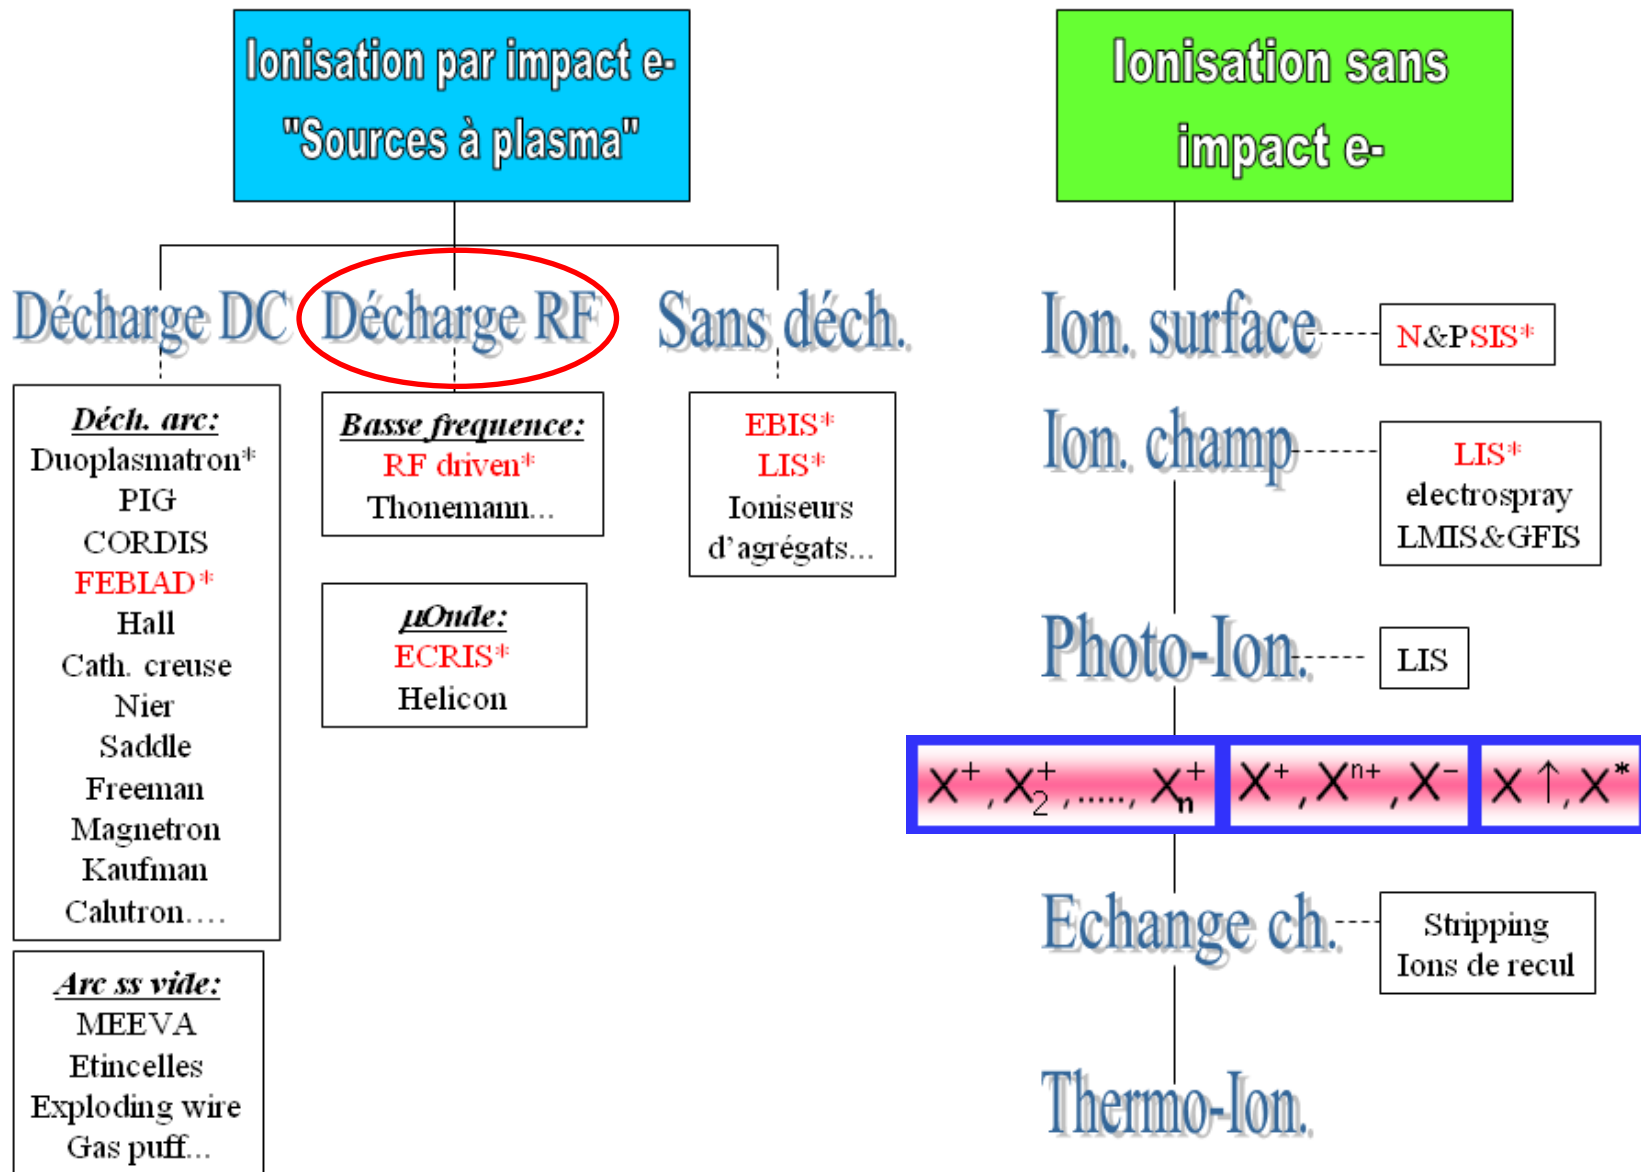 Ionisation par impact e-
"Sources à plasma"
Décharge DC
Décharge RF
Sans déch.
Déch. arc:
Duoplasmatron*
PIG
CORDIS
FEBIAD*
Hall
Cath. creuse
Nier
Saddle
Freeman
Magnetron
Kaufman
Calutron....
Arc ss vide:
MEEVA
Etincelles
Exploding wire
Gas puff...
Basse frequence:
RF driven*
Thonemann...
µOnde:
ECRIS*
Helicon
EBIS*
LIS*
Ioniseurs
d'agrégats...
Ionisation sans
impact e-
Ion. surface
N&PSIS*
Ion. champ
LIS*
electrospray
LMIS&GFIS
Photo-Ion.
LIS
X⁺, X₂⁺, ....., Xₙ⁺
X⁺, Xⁿ⁺, X⁻
X ↑, X*
Echange ch.
Stripping
Ions de recul
Thermo-Ion.